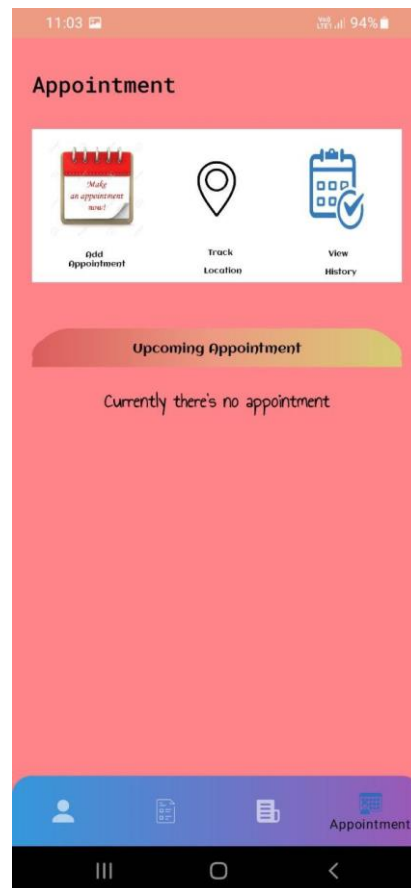 11:03
94%
Appointment
Make
an appointment
now!
Add
Appointment
Track
Location
View
History
Upcoming Appointment
Currently there's no appointment
Appointment